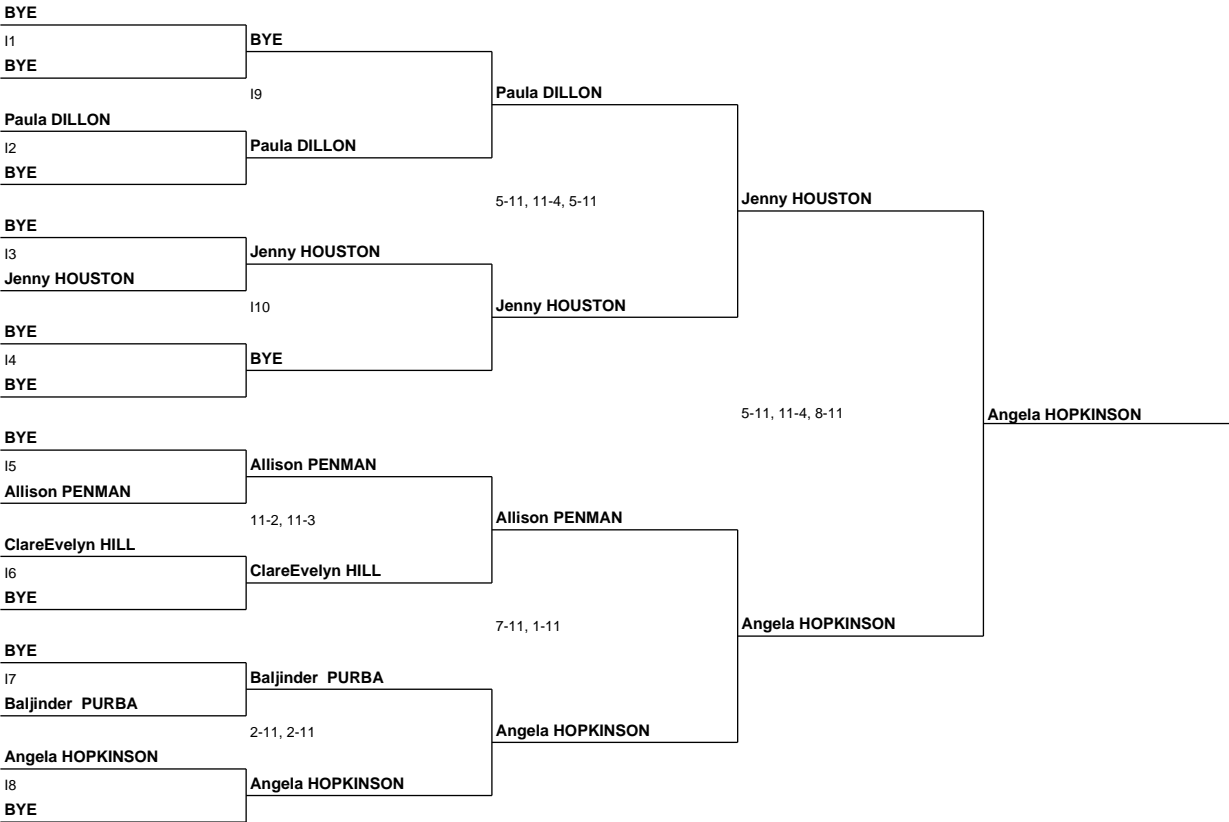 BYE
I1
BYE
BYE
I9
Paula DILLON
Paula DILLON
I2
BYE
Paula DILLON
5-11, 11-4, 5-11
Jenny HOUSTON
BYE
I3
Jenny HOUSTON
Jenny HOUSTON
I10
Jenny HOUSTON
BYE
I4
BYE
BYE
5-11, 11-4, 8-11
Angela HOPKINSON
BYE
I5
Allison PENMAN
Allison PENMAN
11-2, 11-3
Allison PENMAN
ClareEvelyn HILL
I6
BYE
ClareEvelyn HILL
7-11, 1-11
Angela HOPKINSON
BYE
I7
Baljinder  PURBA
Baljinder  PURBA
2-11, 2-11
Angela HOPKINSON
Angela HOPKINSON
I8
BYE
Angela HOPKINSON